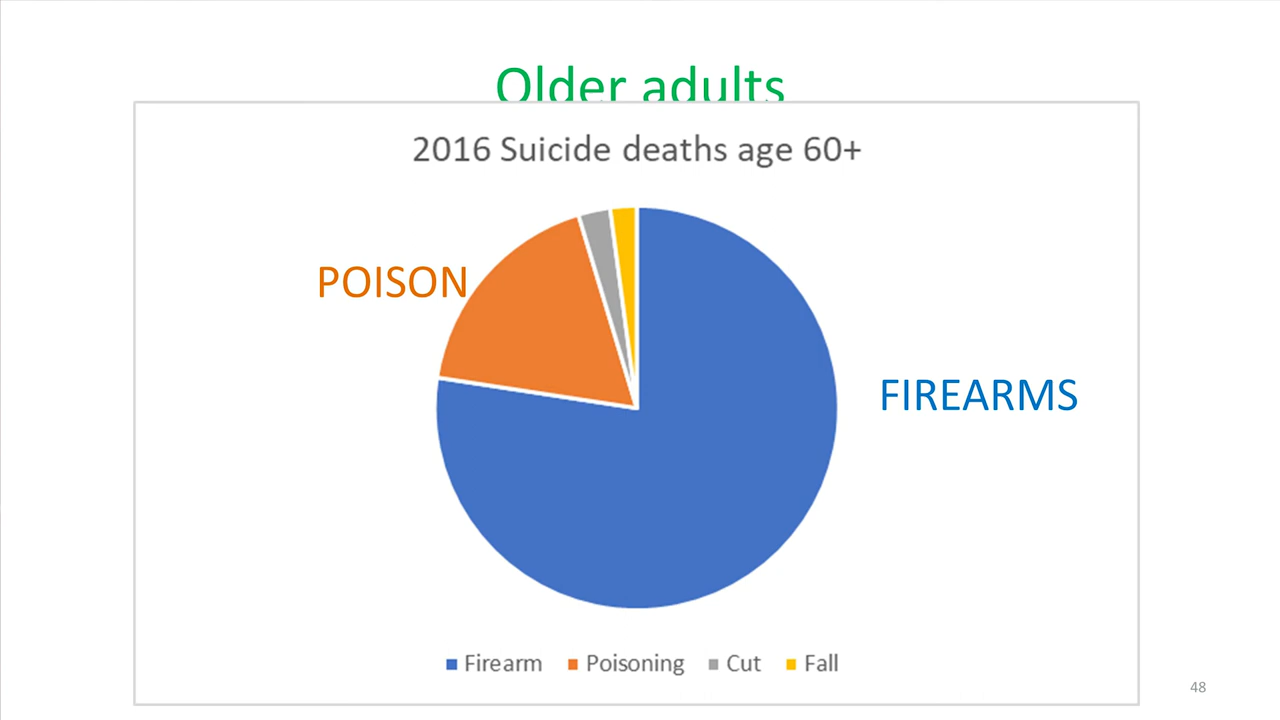 Older adults
2016 Suicide deaths age 60+
POISON
FIREARMS
Firearm Poisoning Cut Fall
48